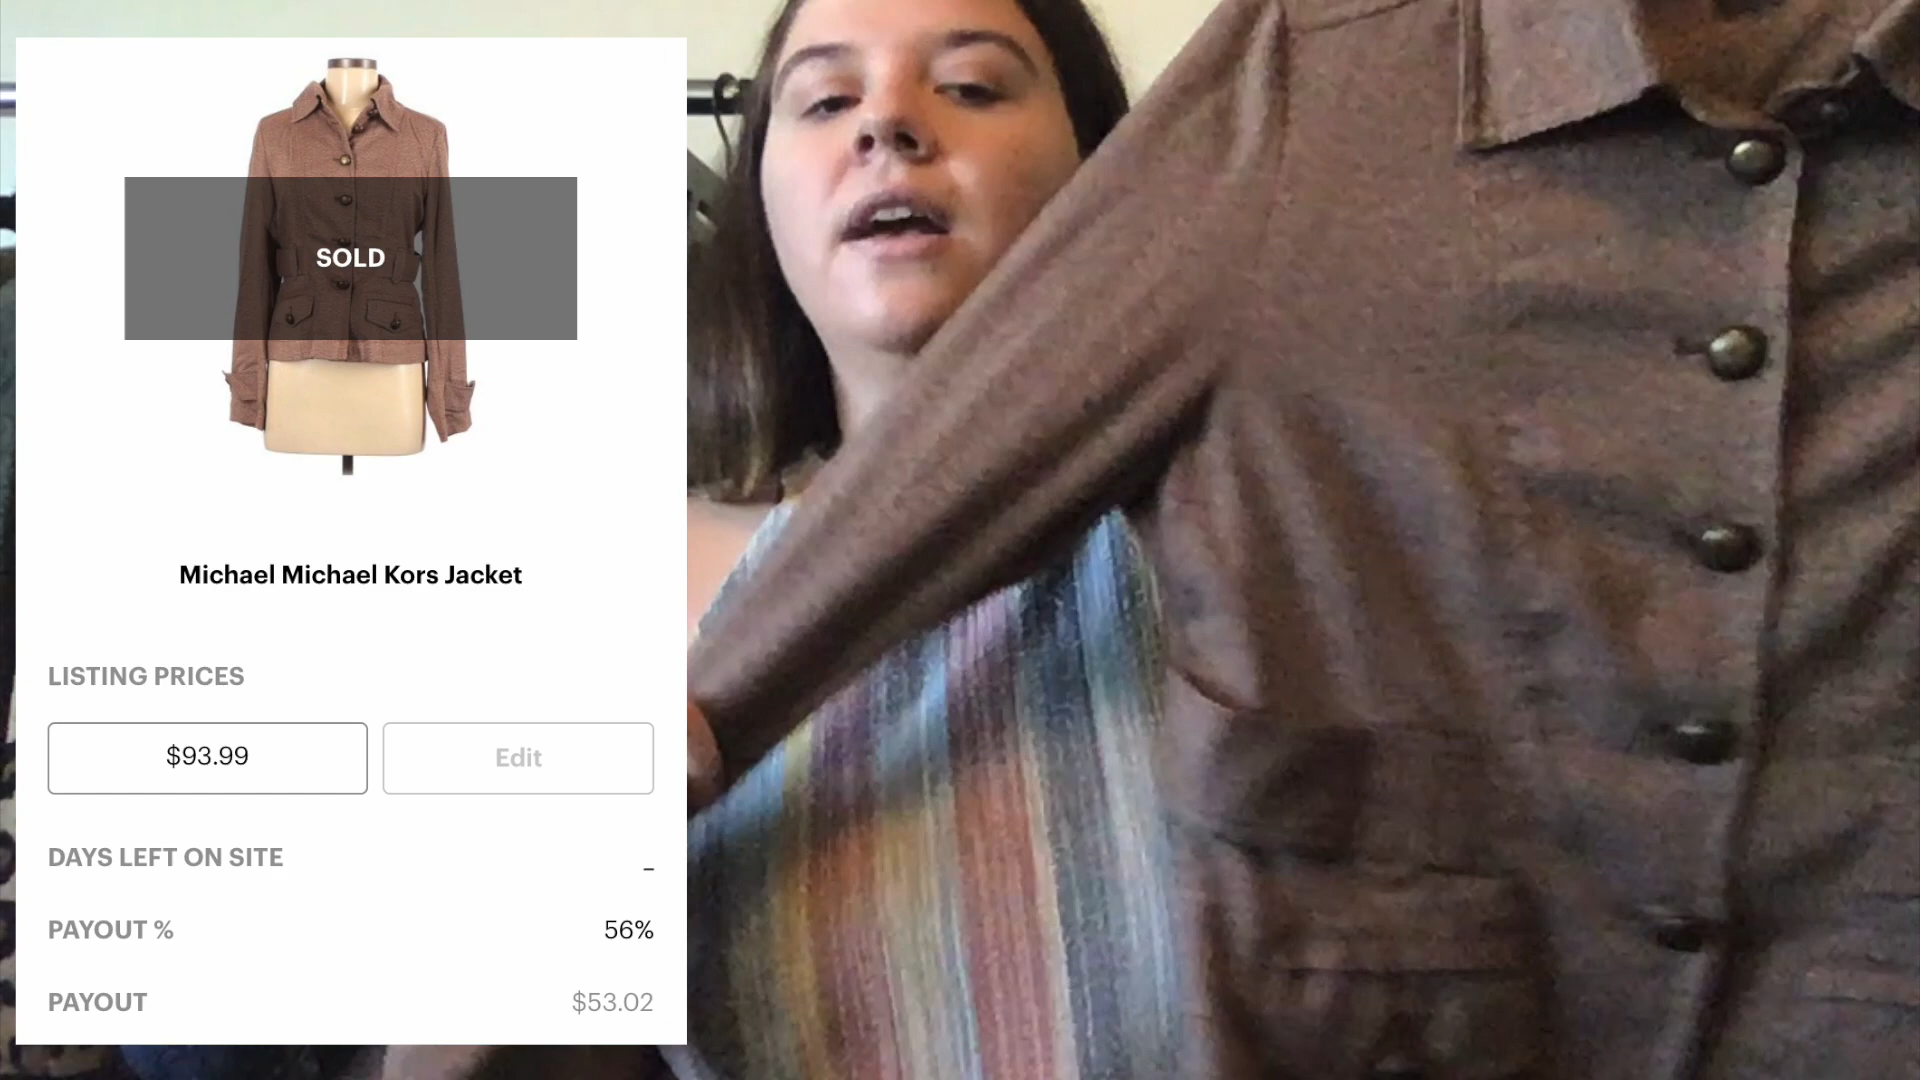 SOLD
Michael Michael Kors Jacket
LISTING PRICES
$93.99
Edit
DAYS LEFT ON SITE
–
PAYOUT %
56%
PAYOUT
$53.02